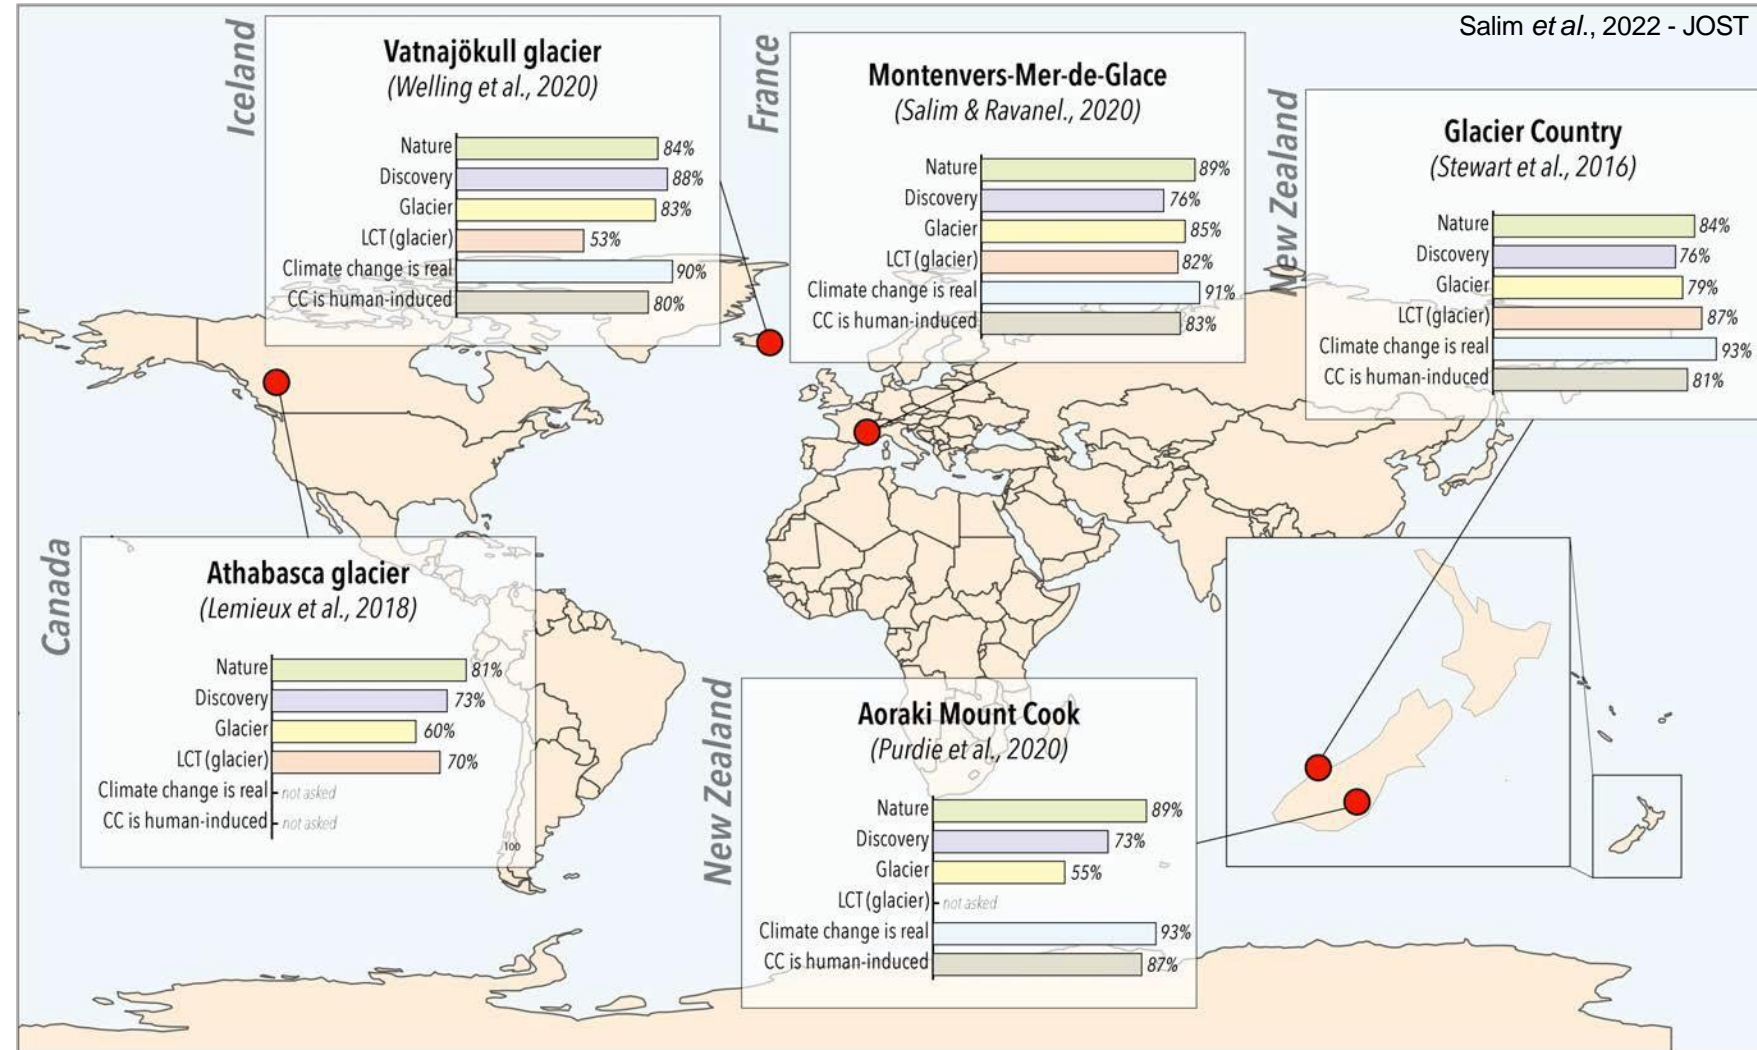 Salim et al., 2022 - JOST
Iceland
Vatnajökull glacier
(Welling et al., 2020)
Nature 84%
Discovery 88%
Glacier 83%
LCT (glacier) 53%
Climate change is real 90%
CC is human-induced 80%
France
Montenvers-Mer-de-Glace
(Salim & Ravanel., 2020)
Nature 89%
Discovery 76%
Glacier 85%
LCT (glacier) 82%
Climate change is real 91%
CC is human-induced 83%
New Zealand
Glacier Country
(Stewart et al., 2016)
Nature 84%
Discovery 76%
Glacier 79%
LCT (glacier) 87%
Climate change is real 93%
CC is human-induced 81%
Canada
Athabasca glacier
(Lemieux et al., 2018)
Nature 81%
Discovery 73%
Glacier 60%
LCT (glacier) 70%
Climate change is real not asked
CC is human-induced not asked
100
New Zealand
Aoraki Mount Cook
(Purdie et al., 2020)
Nature 89%
Discovery 73%
Glacier 55%
LCT (glacier) not asked
Climate change is real 93%
CC is human-induced 87%